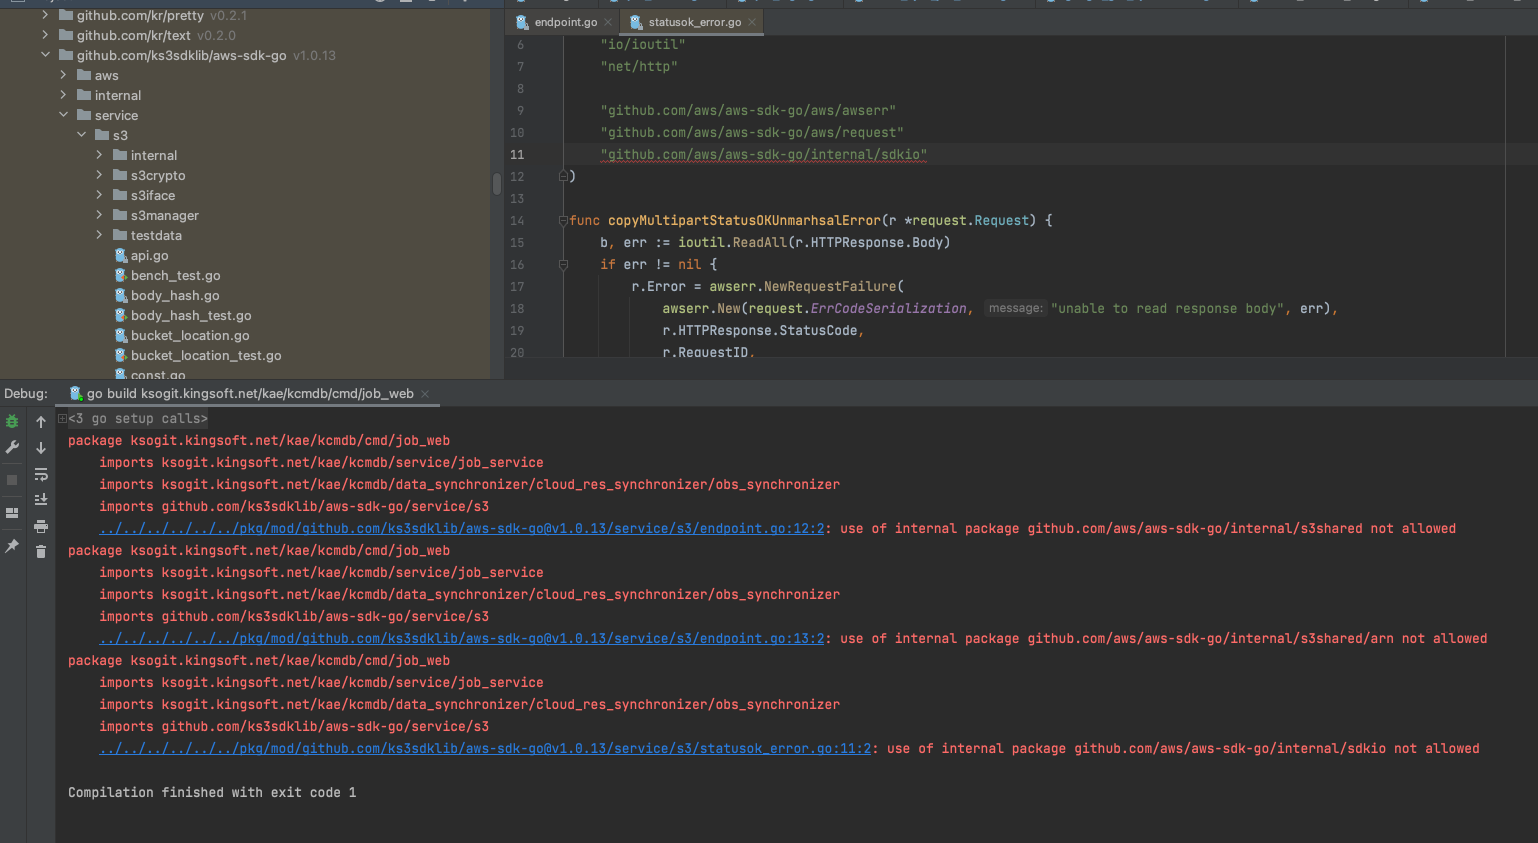 github.com/kr/pretty v0.2.1
github.com/kr/text v0.2.0
github.com/ks3sdklib/aws-sdk-go v1.0.13
aws
internal
service
s3
internal
s3crypto
s3iface
s3manager
testdata
api.go
bench_test.go
body_hash.go
body_hash_test.go
bucket_location.go
bucket_location_test.go
const.go
endpoint.go
statusok_error.go
6 "io/ioutil"
7 "net/http"
8
9 "github.com/aws/aws-sdk-go/aws/awserr"
10 "github.com/aws/aws-sdk-go/aws/request"
11 "github.com/aws/aws-sdk-go/internal/sdkio"
12 )
13
14 func copyMultipartStatusOKUnmarhsalError(r *request.Request) {
15 b, err := ioutil.ReadAll(r.HTTPResponse.Body)
16 if err != nil {
17 r.Error = awserr.NewRequestFailure(
18 awserr.New(request.ErrCodeSerialization, message: "unable to read response body", err),
19 r.HTTPResponse.StatusCode,
20 r.RequestID,
Debug: go build ksogit.kingsoft.net/kae/kcmdb/cmd/job_web
<3 go setup calls>
package ksogit.kingsoft.net/kae/kcmdb/cmd/job_web
imports ksogit.kingsoft.net/kae/kcmdb/service/job_service
imports ksogit.kingsoft.net/kae/kcmdb/data_synchronizer/cloud_res_synchronizer/obs_synchronizer
imports github.com/ks3sdklib/aws-sdk-go/service/s3
../../../../../../pkg/mod/github.com/ks3sdklib/aws-sdk-go@v1.0.13/service/s3/endpoint.go:12:2: use of internal package github.com/aws/aws-sdk-go/internal/s3shared not allowed
package ksogit.kingsoft.net/kae/kcmdb/cmd/job_web
imports ksogit.kingsoft.net/kae/kcmdb/service/job_service
imports ksogit.kingsoft.net/kae/kcmdb/data_synchronizer/cloud_res_synchronizer/obs_synchronizer
imports github.com/ks3sdklib/aws-sdk-go/service/s3
../../../../../../pkg/mod/github.com/ks3sdklib/aws-sdk-go@v1.0.13/service/s3/endpoint.go:13:2: use of internal package github.com/aws/aws-sdk-go/internal/s3shared/arn not allowed
package ksogit.kingsoft.net/kae/kcmdb/cmd/job_web
imports ksogit.kingsoft.net/kae/kcmdb/service/job_service
imports ksogit.kingsoft.net/kae/kcmdb/data_synchronizer/cloud_res_synchronizer/obs_synchronizer
imports github.com/ks3sdklib/aws-sdk-go/service/s3
../../../../../../pkg/mod/github.com/ks3sdklib/aws-sdk-go@v1.0.13/service/s3/statusok_error.go:11:2: use of internal package github.com/aws/aws-sdk-go/internal/sdkio not allowed
Compilation finished with exit code 1